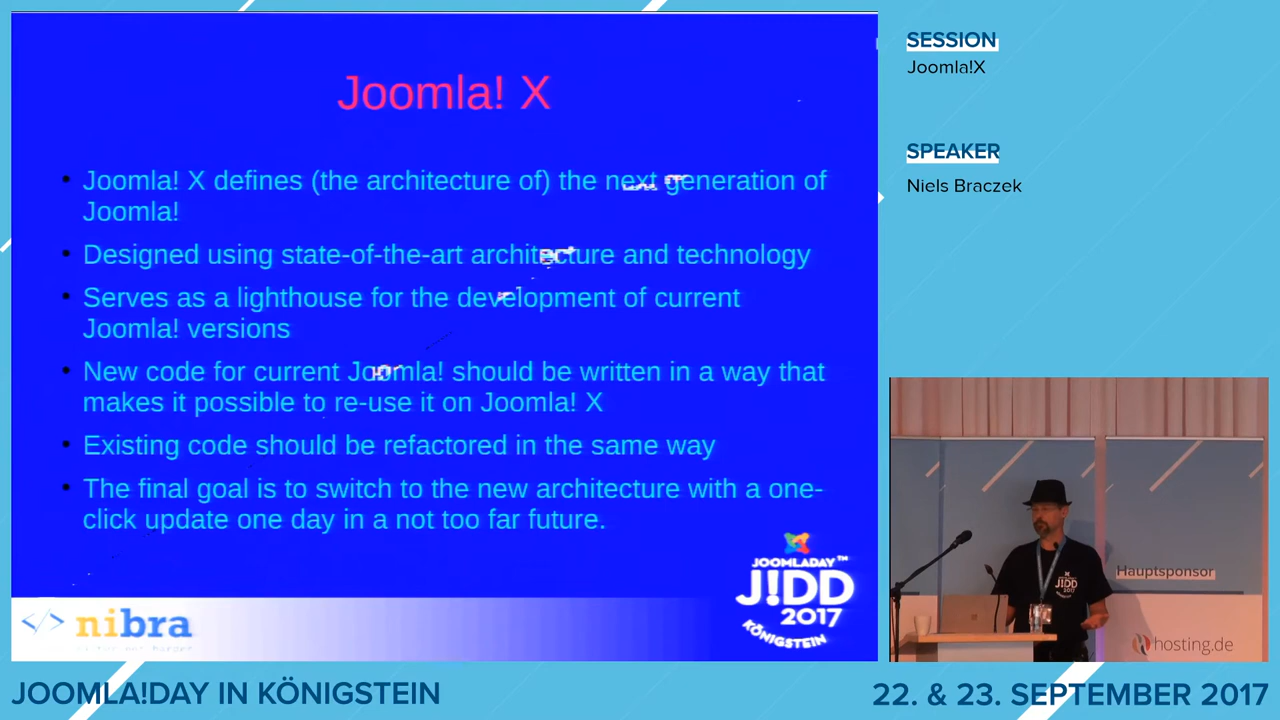 Joomla! X
Joomla! X defines (the architecture of) the next generation of
Joomla!
Designed using state-of-the-art architecture and technology
Serves as a lighthouse for the development of current
Joomla! versions
New code for current Joomla! should be written in a way that
makes it possible to re-use it on Joomla! X
Existing code should be refactored in the same way
The final goal is to switch to the new architecture with a one-
click update one day in a not too far future.
</> nibra
JOOMLADAY™
J!DD
2017
KÖNIGSTEIN
SESSION
Joomla!X
SPEAKER
Niels Braczek
J!DD
Hauptsponsor
hosting.de
JOOMLA!DAY IN KÖNIGSTEIN
22. & 23. SEPTEMBER 2017